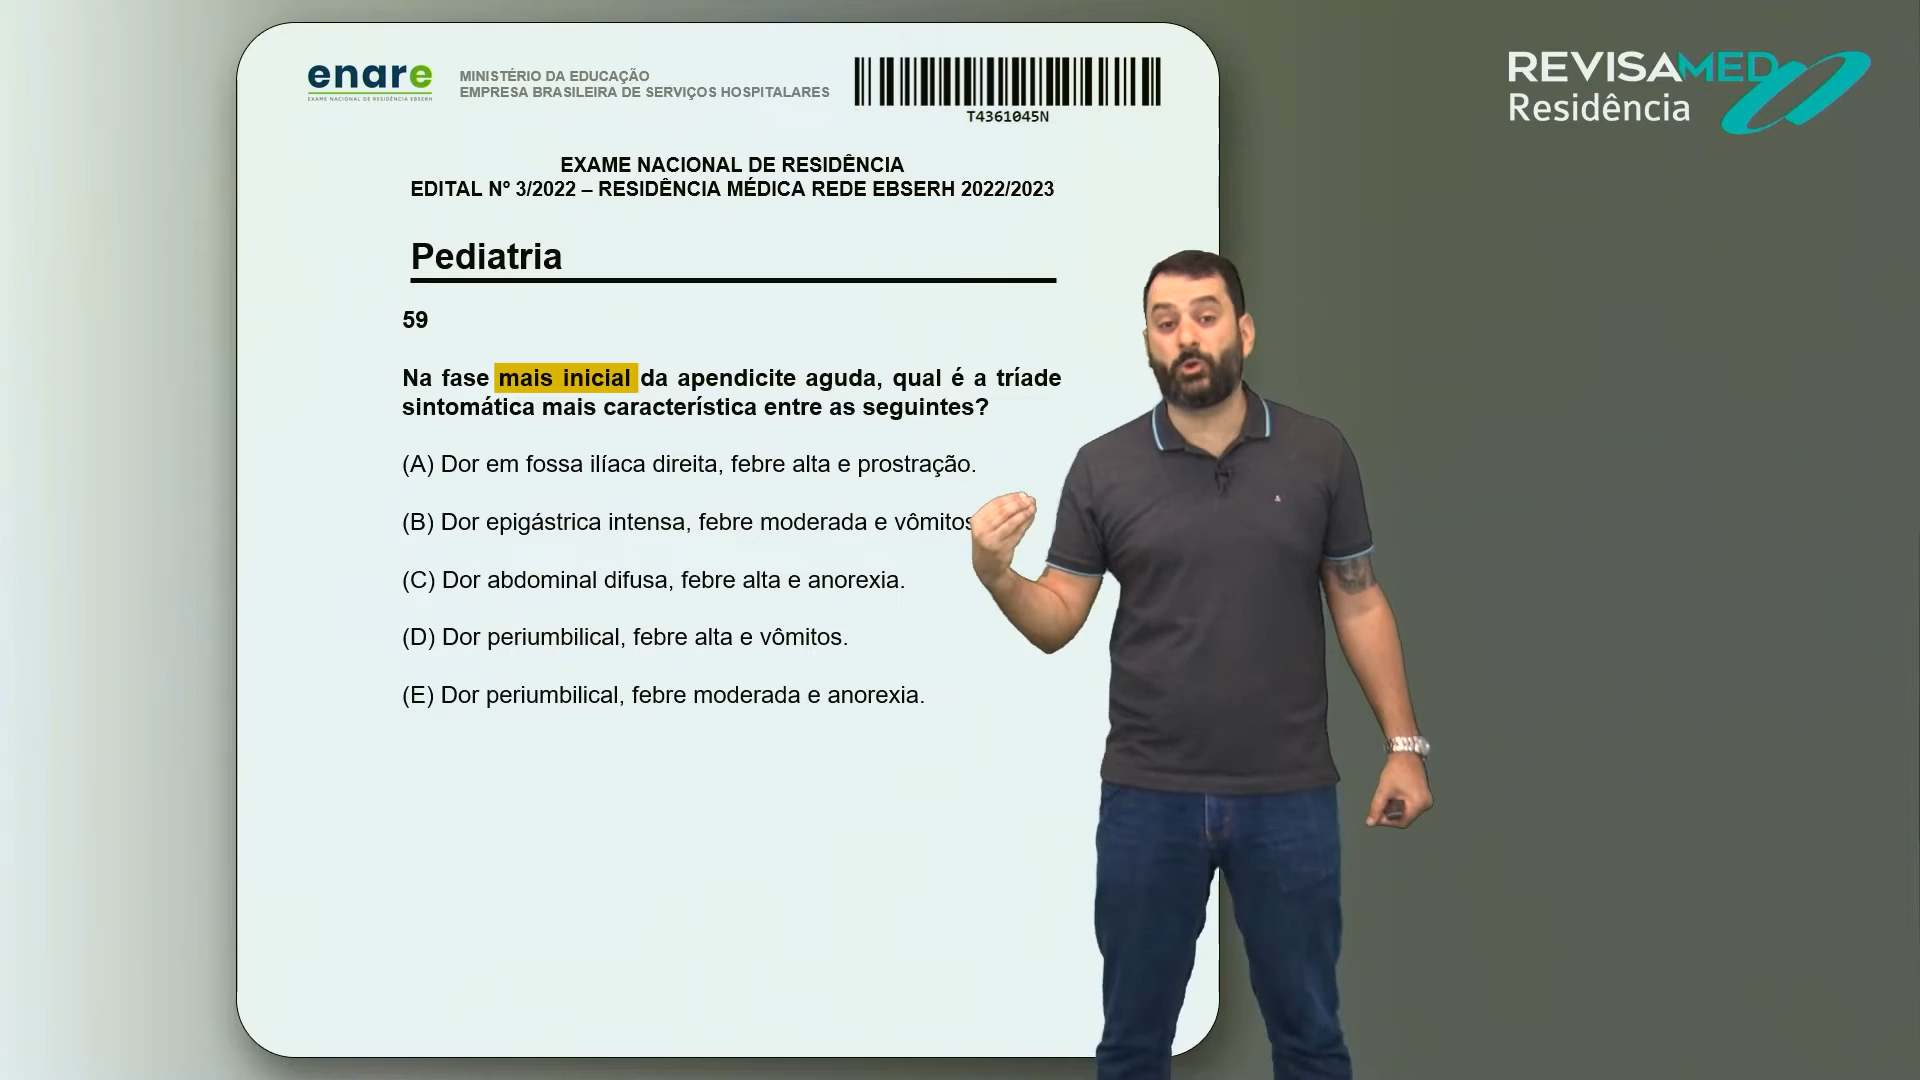 enare
EXAME NACIONAL DE RESIDÊNCIA EBSERH
MINISTÉRIO DA EDUCAÇÃO
EMPRESA BRASILEIRA DE SERVIÇOS HOSPITALARES
T4361045N
REVISAMED
Residência
EXAME NACIONAL DE RESIDÊNCIA
EDITAL Nº 3/2022 – RESIDÊNCIA MÉDICA REDE EBSERH 2022/2023
Pediatria
59
Na fase mais inicial da apendicite aguda, qual é a tríade
sintomática mais característica entre as seguintes?
(A) Dor em fossa ilíaca direita, febre alta e prostração.
(B) Dor epigástrica intensa, febre moderada e vômitos
(C) Dor abdominal difusa, febre alta e anorexia.
(D) Dor periumbilical, febre alta e vômitos.
(E) Dor periumbilical, febre moderada e anorexia.